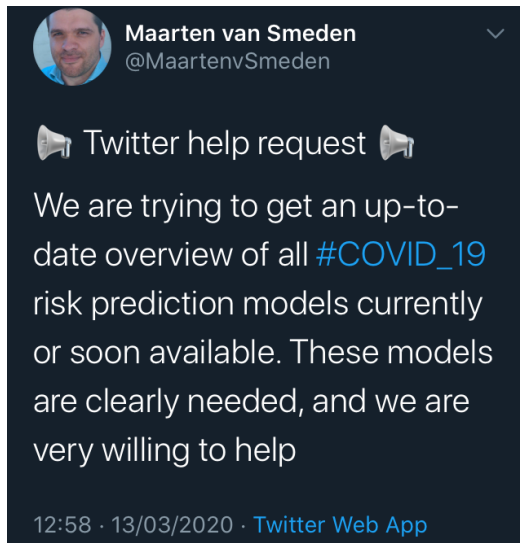 Maarten van Smeden
@MaartenvSmeden
📢 Twitter help request 📢
We are trying to get an up-to-
date overview of all #COVID_19
risk prediction models currently
or soon available. These models
are clearly needed, and we are
very willing to help
12:58 · 13/03/2020 · Twitter Web App